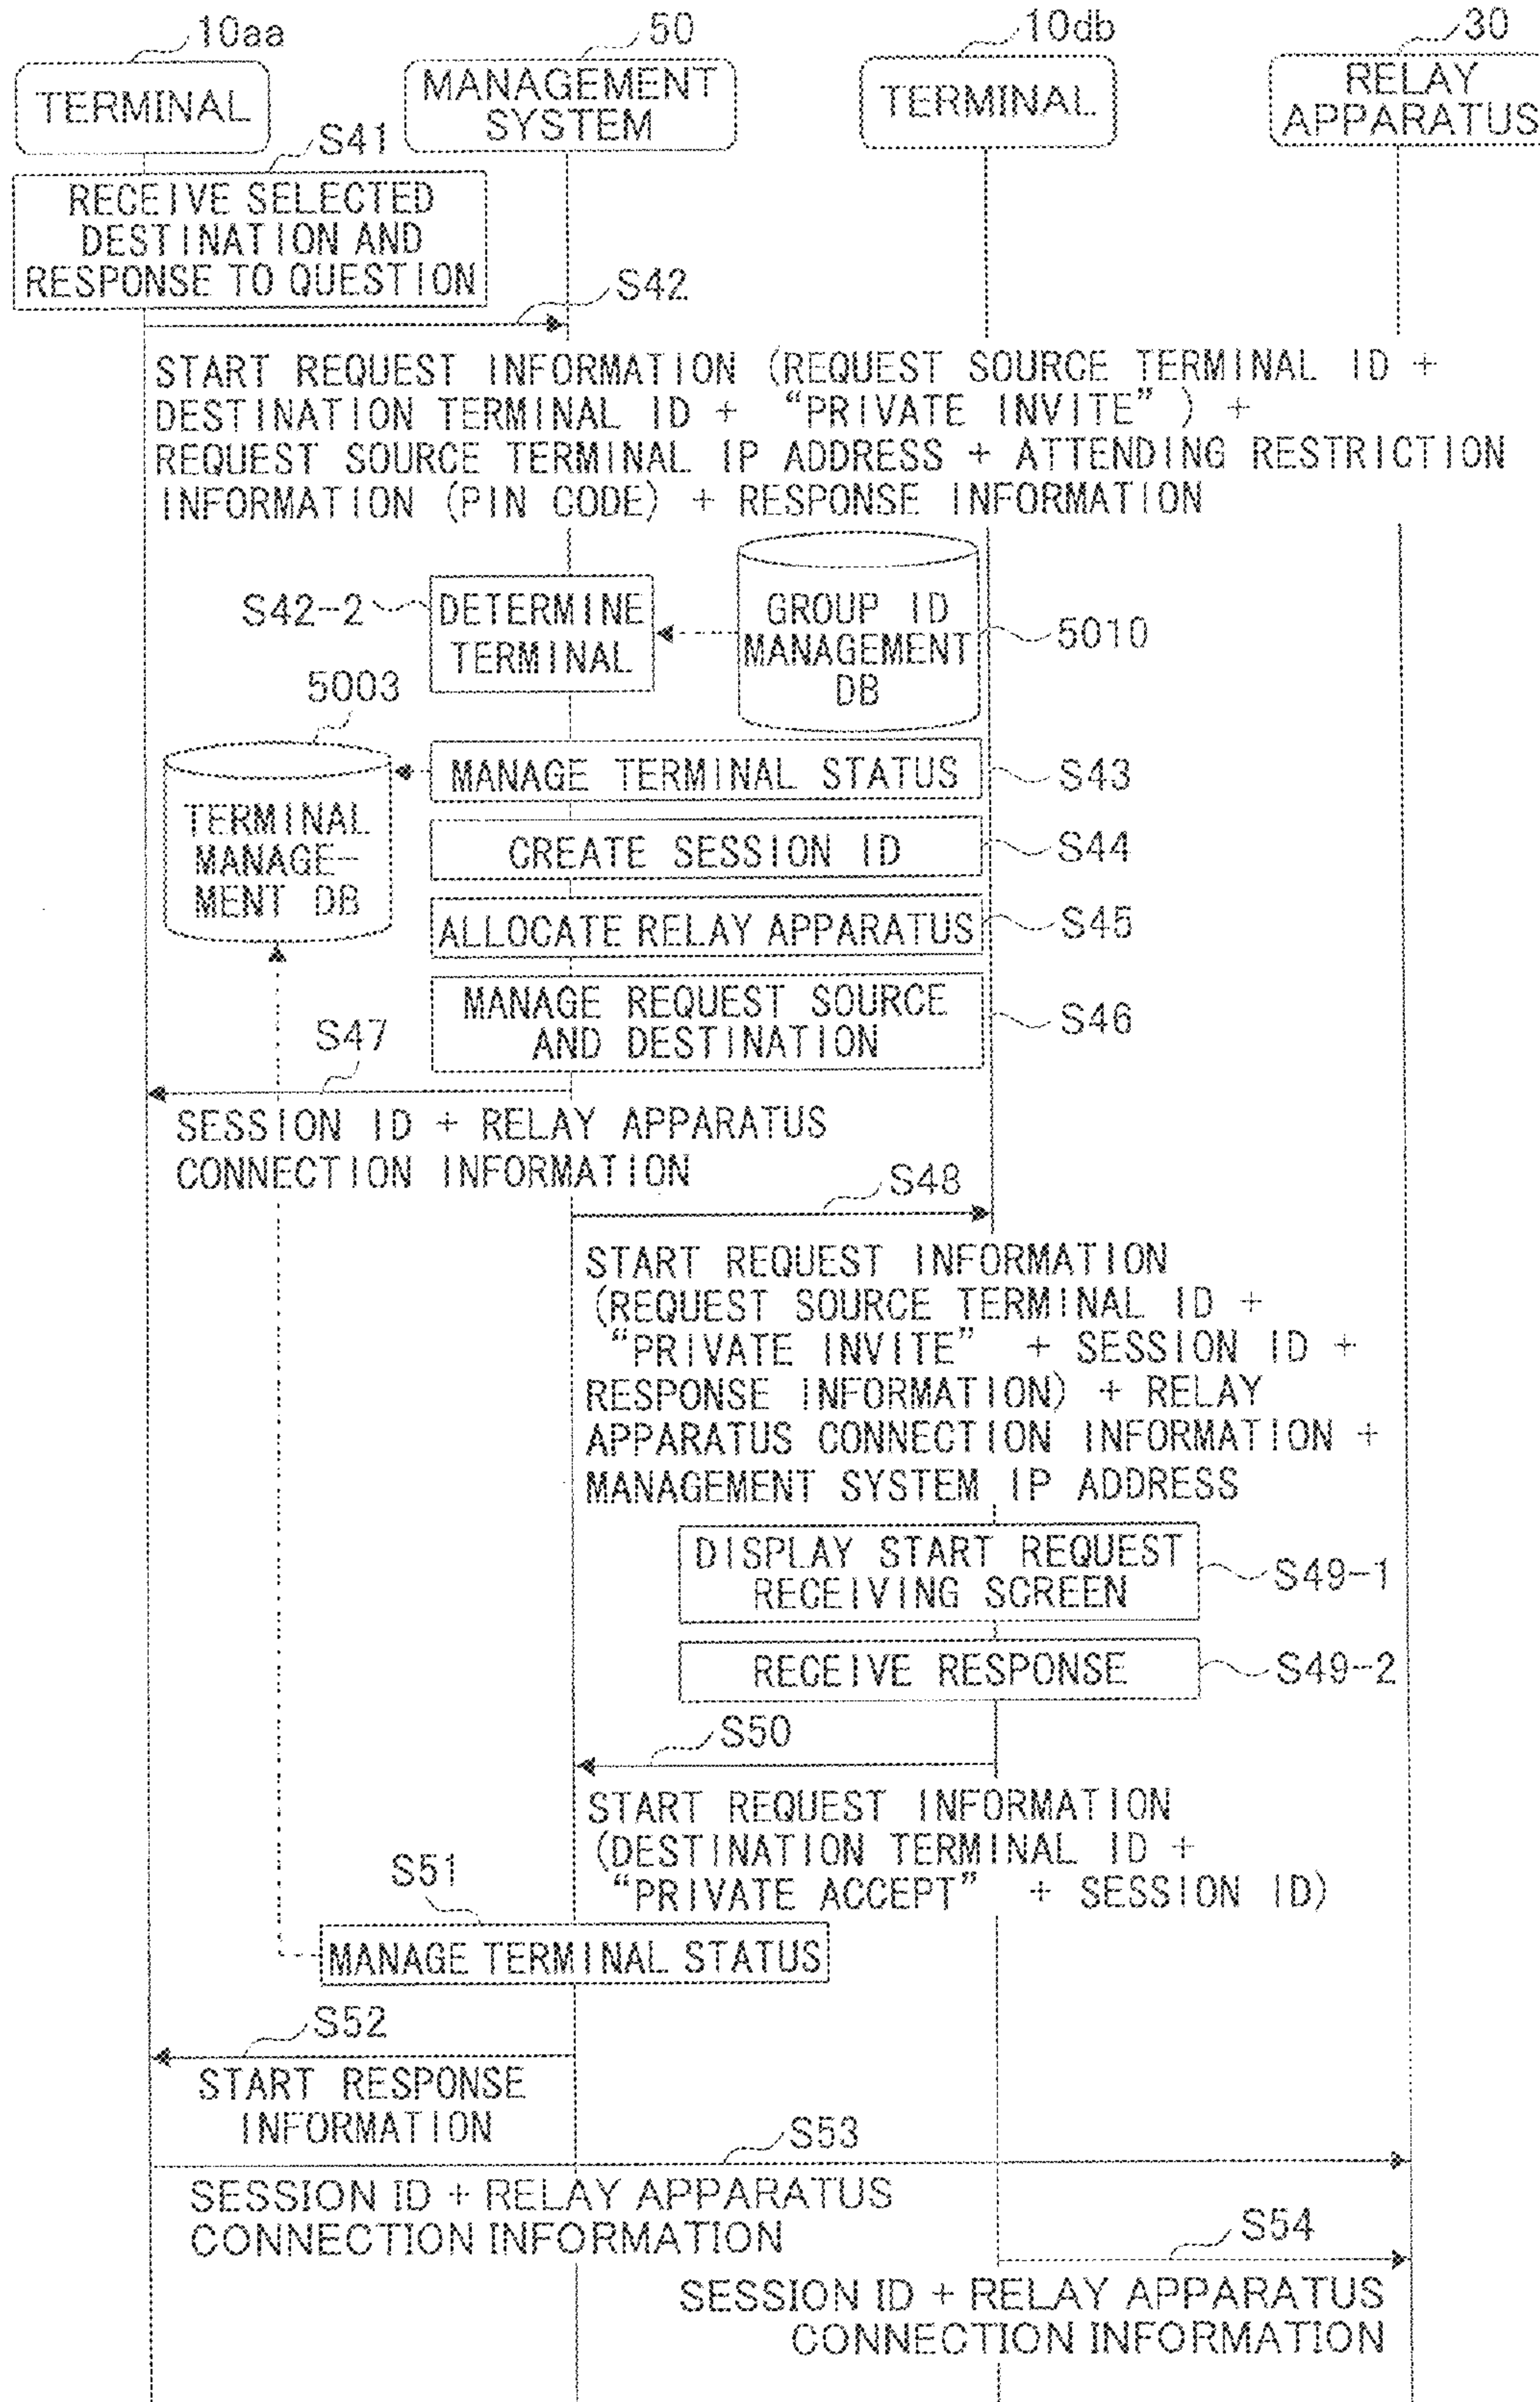 10aa
50
10db
30
TERMINAL
MANAGEMENT
SYSTEM
TERMINAL
RELAY
APPARATUS
S41
RECEIVE SELECTED
DESTINATION AND
RESPONSE TO QUESTION
S42
START REQUEST INFORMATION (REQUEST SOURCE TERMINAL ID +
DESTINATION TERMINAL ID + “PRIVATE INVITE”) +
REQUEST SOURCE TERMINAL IP ADDRESS + ATTENDING RESTRICTION
INFORMATION (PIN CODE) + RESPONSE INFORMATION
S42-2
DETERMINE
TERMINAL
GROUP ID
MANAGEMENT
DB
5010
5003
TERMINAL
MANAGE-
MENT DB
MANAGE TERMINAL STATUS
S43
CREATE SESSION ID
S44
ALLOCATE RELAY APPARATUS
S45
MANAGE REQUEST SOURCE
AND DESTINATION
S46
S47
SESSION ID + RELAY APPARATUS
CONNECTION INFORMATION
S48
START REQUEST INFORMATION
(REQUEST SOURCE TERMINAL ID +
“PRIVATE INVITE” + SESSION ID +
RESPONSE INFORMATION) + RELAY
APPARATUS CONNECTION INFORMATION +
MANAGEMENT SYSTEM IP ADDRESS
DISPLAY START REQUEST
RECEIVING SCREEN
S49-1
RECEIVE RESPONSE
S49-2
S50
START REQUEST INFORMATION
(DESTINATION TERMINAL ID +
“PRIVATE ACCEPT” + SESSION ID)
S51
MANAGE TERMINAL STATUS
S52
START RESPONSE
INFORMATION
S53
SESSION ID + RELAY APPARATUS
CONNECTION INFORMATION
S54
SESSION ID + RELAY APPARATUS
CONNECTION INFORMATION